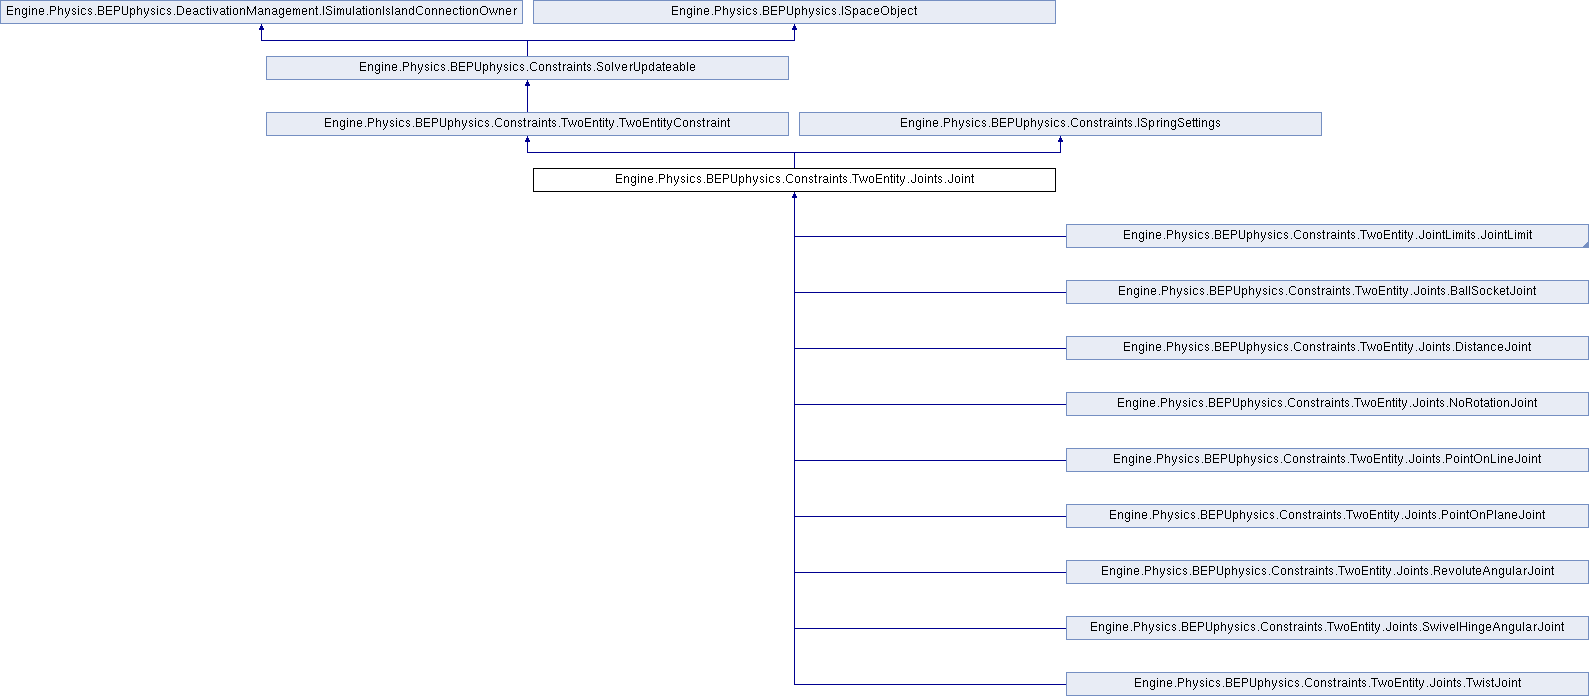 Engine.Physics.BEPUphysics.DeactivationManagement.ISimulationIslandConnectionOwner
Engine.Physics.BEPUphysics.ISpaceObject
Engine.Physics.BEPUphysics.Constraints.SolverUpdateable
Engine.Physics.BEPUphysics.Constraints.TwoEntity.TwoEntityConstraint
Engine.Physics.BEPUphysics.Constraints.ISpringSettings
Engine.Physics.BEPUphysics.Constraints.TwoEntity.Joints.Joint
Engine.Physics.BEPUphysics.Constraints.TwoEntity.JointLimits.JointLimit
Engine.Physics.BEPUphysics.Constraints.TwoEntity.Joints.BallSocketJoint
Engine.Physics.BEPUphysics.Constraints.TwoEntity.Joints.DistanceJoint
Engine.Physics.BEPUphysics.Constraints.TwoEntity.Joints.NoRotationJoint
Engine.Physics.BEPUphysics.Constraints.TwoEntity.Joints.PointOnLineJoint
Engine.Physics.BEPUphysics.Constraints.TwoEntity.Joints.PointOnPlaneJoint
Engine.Physics.BEPUphysics.Constraints.TwoEntity.Joints.RevoluteAngularJoint
Engine.Physics.BEPUphysics.Constraints.TwoEntity.Joints.SwivelHingeAngularJoint
Engine.Physics.BEPUphysics.Constraints.TwoEntity.Joints.TwistJoint